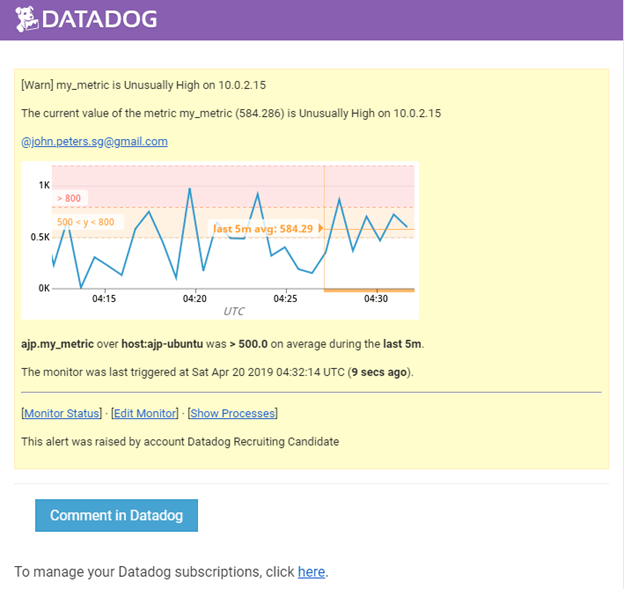 DATADOG
[Warn] my_metric is Unusually High on 10.0.2.15
The current value of the metric my_metric (584.286) is Unusually High on 10.0.2.15
@john.peters.sg@gmail.com
1K
> 800
500 < y < 800
last 5m avg: 584.29
0.5K
0K
04:15 04:20 04:25 04:30
UTC
ajp.my_metric over host:ajp-ubuntu was > 500.0 on average during the last 5m.
The monitor was last triggered at Sat Apr 20 2019 04:32:14 UTC (9 secs ago).
[Monitor Status] · [Edit Monitor] · [Show Processes]
This alert was raised by account Datadog Recruiting Candidate
Comment in Datadog
To manage your Datadog subscriptions, click here.